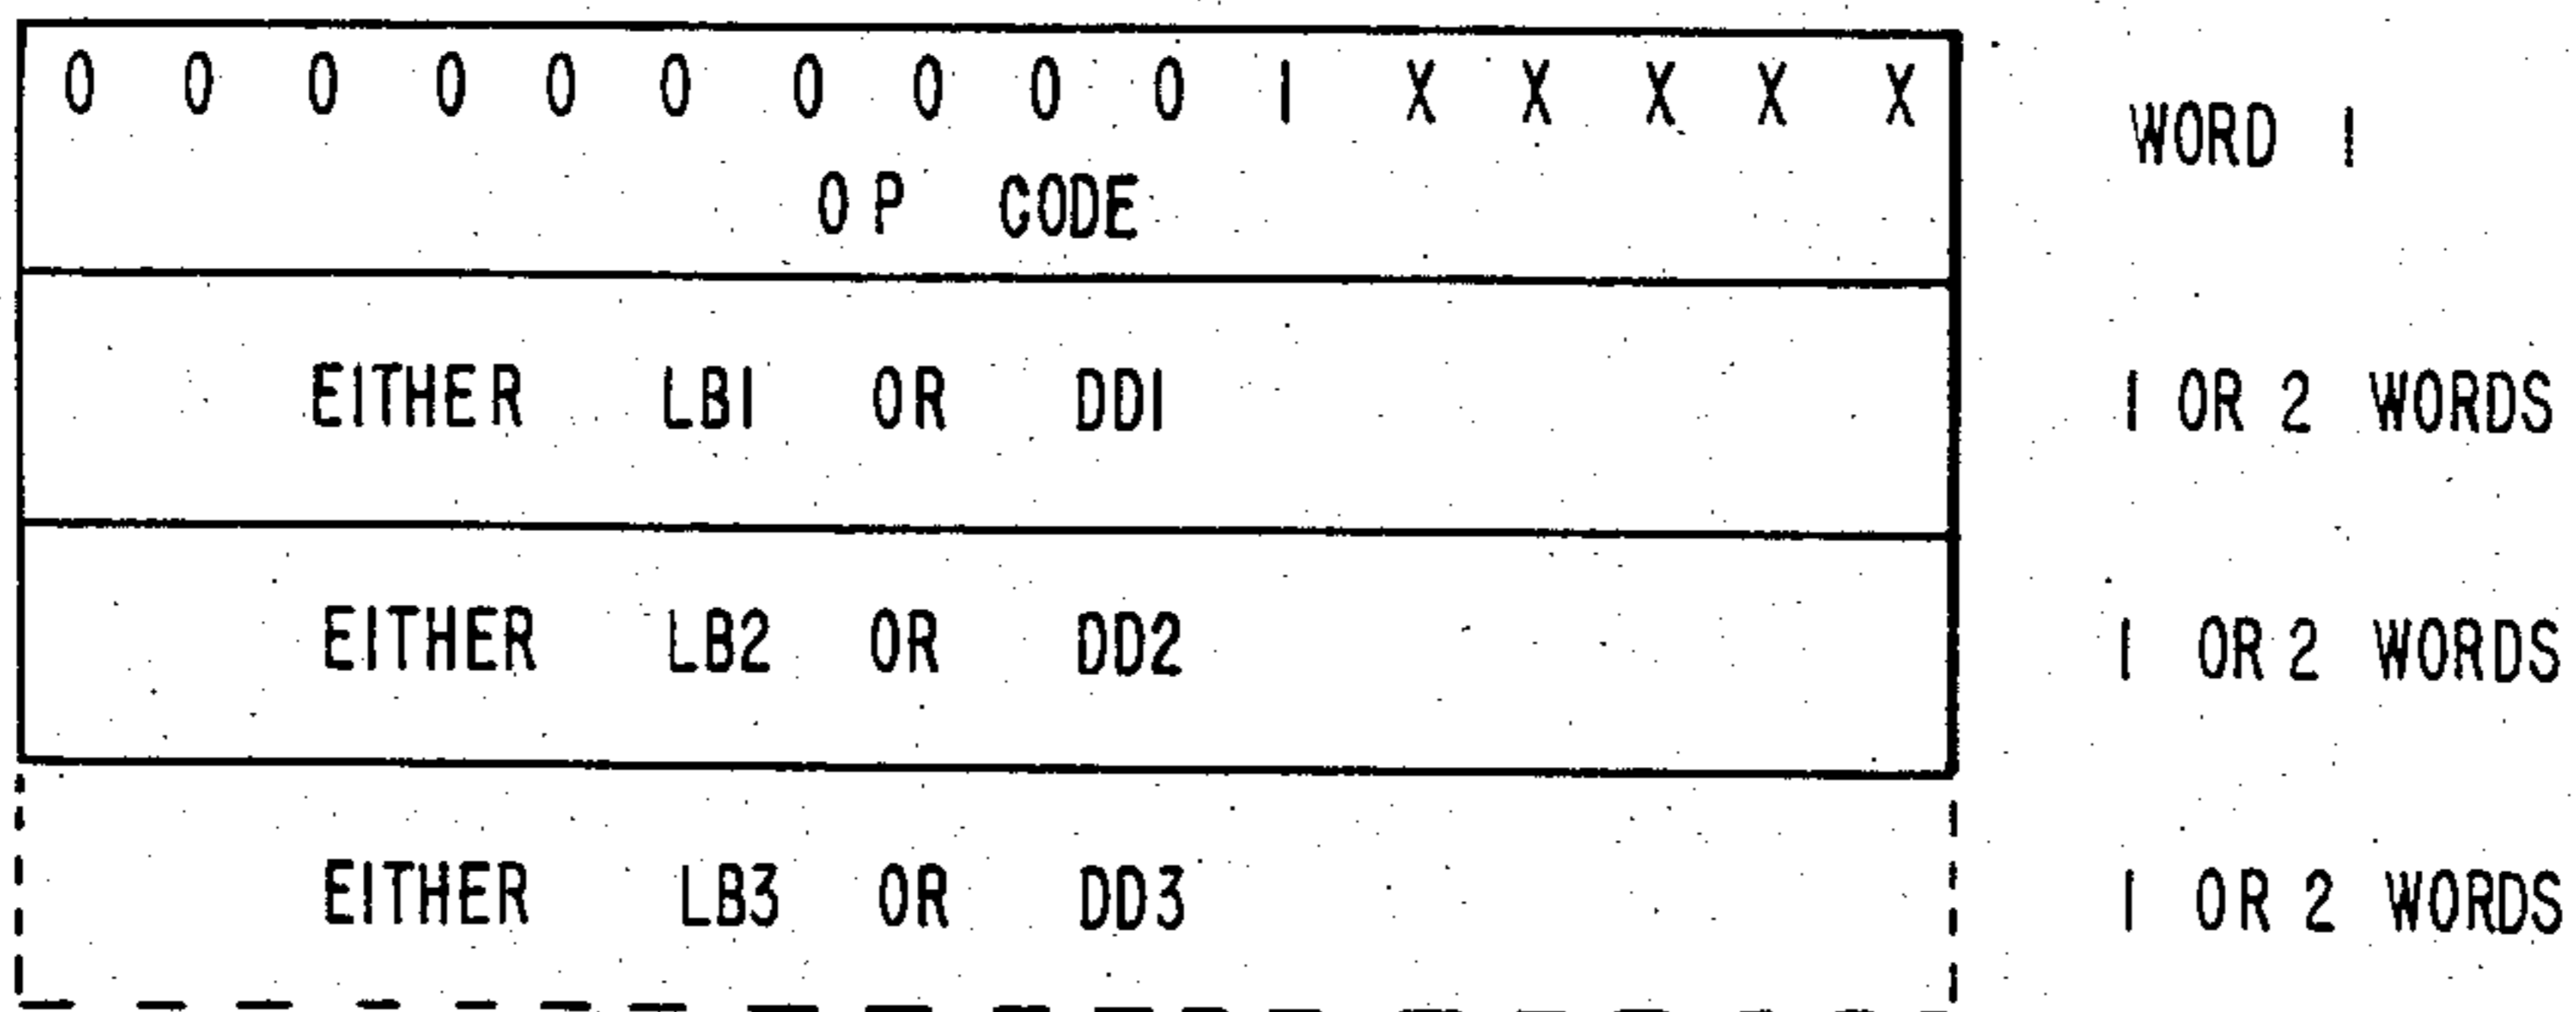 0 0 0 0 0 0 0 0 0 0 1 X X X X X
OP CODE
WORD 1
EITHER LB1 OR DD1
1 OR 2 WORDS
EITHER LB2 OR DD2
1 OR 2 WORDS
EITHER LB3 OR DD3
1 OR 2 WORDS